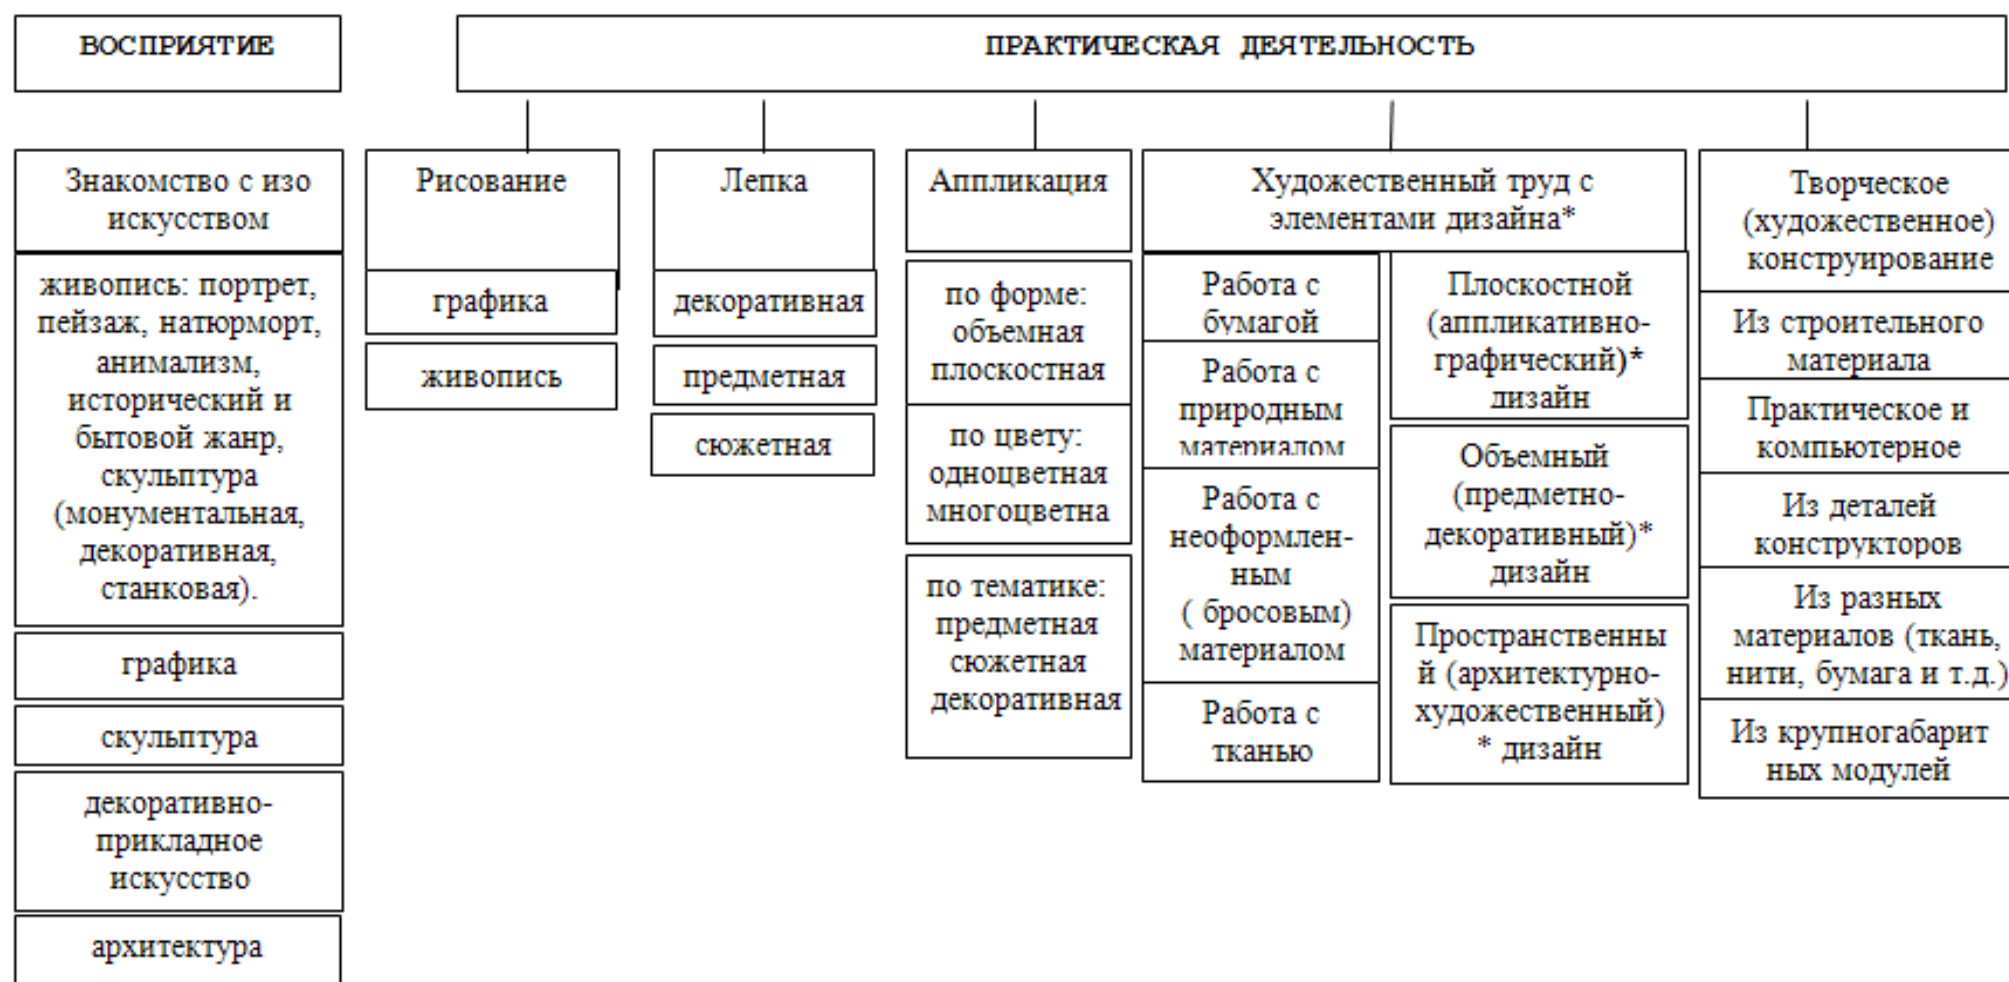 ВОСПРИЯТИЕ
ПРАКТИЧЕСКАЯ ДЕЯТЕЛЬНОСТЬ
Знакомство с изо
искусством
живопись: портрет,
пейзаж, натюрморт,
анимализм,
исторический и
бытовой жанр,
скульптура
(монументальная,
декоративная,
станковая).
графика
скульптура
декоративно-
прикладное
искусство
архитектура
Рисование
графика
живопись
Лепка
декоративная
предметная
сюжетная
Аппликация
по форме:
объемная
плоскостная
по цвету:
одноцветная
многоцветна
по тематике:
предметная
сюжетная
декоративная
Художественный труд с
элементами дизайна*
Работа с
бумагой
Работа с
природным
материалом
Работа с
неоформлен-
ным
( бросовым)
материалом
Работа с
тканью
Плоскостной
(аппликативно-
графический)*
дизайн
Объемный
(предметно-
декоративный)*
дизайн
Пространственны
й (архитектурно-
художественный)
* дизайн
Творческое
(художественное)
конструирование
Из строительного
материала
Практическое и
компьютерное
Из деталей
конструкторов
Из разных
материалов (ткань,
нити, бумага и т.д.)
Из крупногабарит
ных модулей